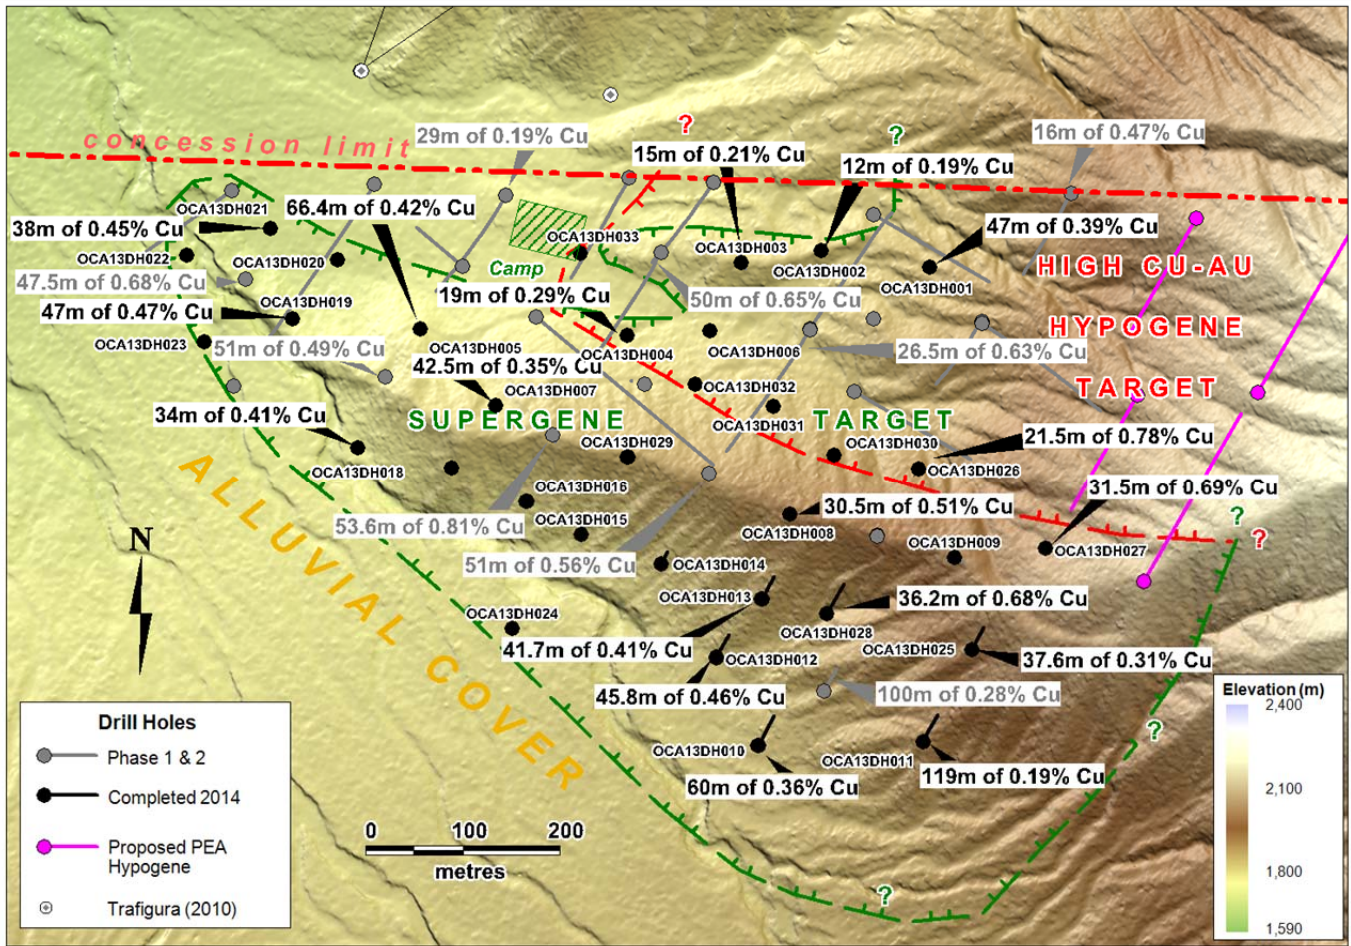 concession limit
29m of 0.19% Cu
?
?
16m of 0.47% Cu
15m of 0.21% Cu
12m of 0.19% Cu
OCA13DH021
66.4m of 0.42% Cu
38m of 0.45% Cu
OCA13DH033
OCA13DH003
47m of 0.39% Cu
OCA13DH022
OCA13DH020
Camp
OCA13DH002
HIGH CU-AU
47.5m of 0.68% Cu
OCA13DH019
19m of 0.29% Cu
50m of 0.65% Cu
OCA13DH001
47m of 0.47% Cu
HYPOGENE
OCA13DH023
51m of 0.49% Cu
OCA13DH005
OCA13DH004
OCA13DH006
26.5m of 0.63% Cu
42.5m of 0.35% Cu
OCA13DH007
OCA13DH032
TARGET
34m of 0.41% Cu
SUPERGENE
OCA13DH031
TARGET
OCA13DH029
OCA13DH030
21.5m of 0.78% Cu
OCA13DH018
OCA13DH026
ALLUVIAL COVER
OCA13DH016
31.5m of 0.69% Cu
53.6m of 0.81% Cu
OCA13DH015
30.5m of 0.51% Cu
OCA13DH008
?
?
N
51m of 0.56% Cu
OCA13DH014
OCA13DH009
OCA13DH027
OCA13DH013
36.2m of 0.68% Cu
OCA13DH024
OCA13DH028
41.7m of 0.41% Cu
OCA13DH012
OCA13DH025
37.6m of 0.31% Cu
45.8m of 0.46% Cu
100m of 0.28% Cu
?
OCA13DH010
OCA13DH011
60m of 0.36% Cu
119m of 0.19% Cu
?
0 100 200
metres
Drill Holes
Phase 1 & 2
Completed 2014
Proposed PEA
Hypogene
Trafigura (2010)
Elevation (m)
2,400
2,100
1,800
1,590